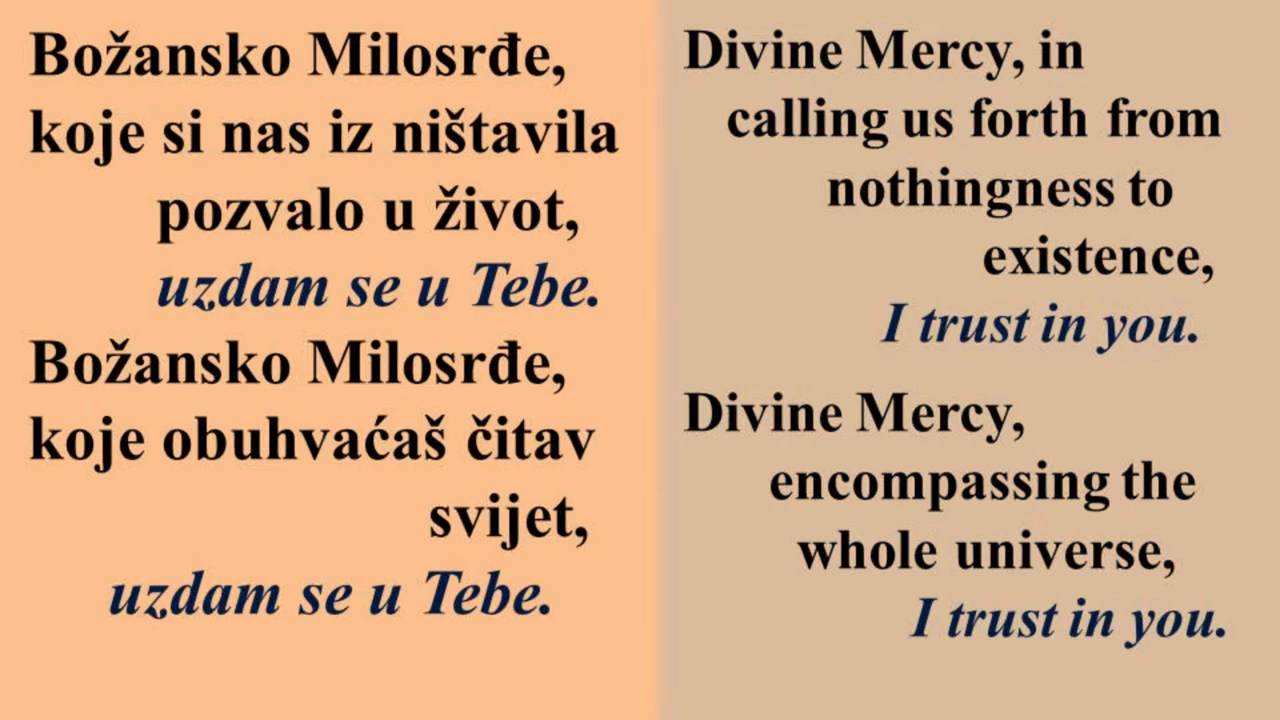 Božansko Milosrđe,
koje si nas iz ništavila
pozvalo u život,
uzdam se u Tebe.
Božansko Milosrđe,
koje obuhvaćaš čitav
svijet,
uzdam se u Tebe.
Divine Mercy, in
calling us forth from
nothingness to
existence,
I trust in you.
Divine Mercy,
encompassing the
whole universe,
I trust in you.